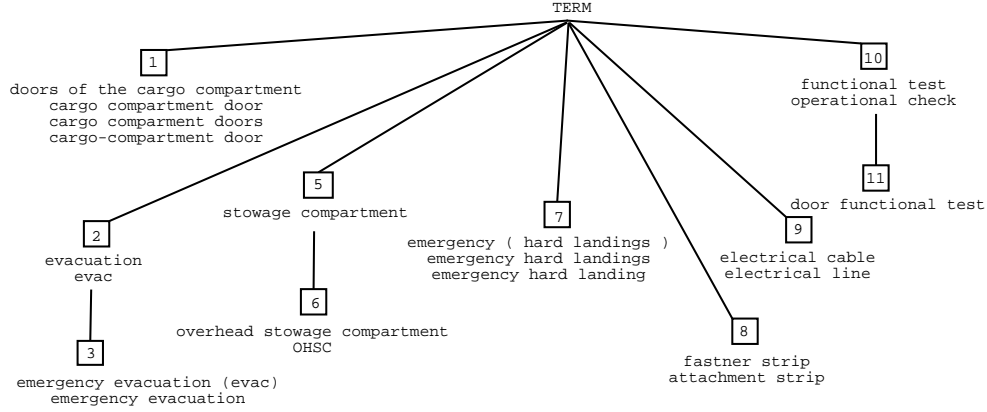 TERM
1
doors of the cargo compartment
cargo compartment door
cargo comparment doors
cargo-compartment door
2
evacuation
evac
3
emergency evacuation (evac)
emergency evacuation
5
stowage compartment
6
overhead stowage compartment
OHSC
7
emergency ( hard landings )
emergency hard landings
emergency hard landing
8
fastner strip
attachment strip
9
electrical cable
electrical line
10
functional test
operational check
11
door functional test